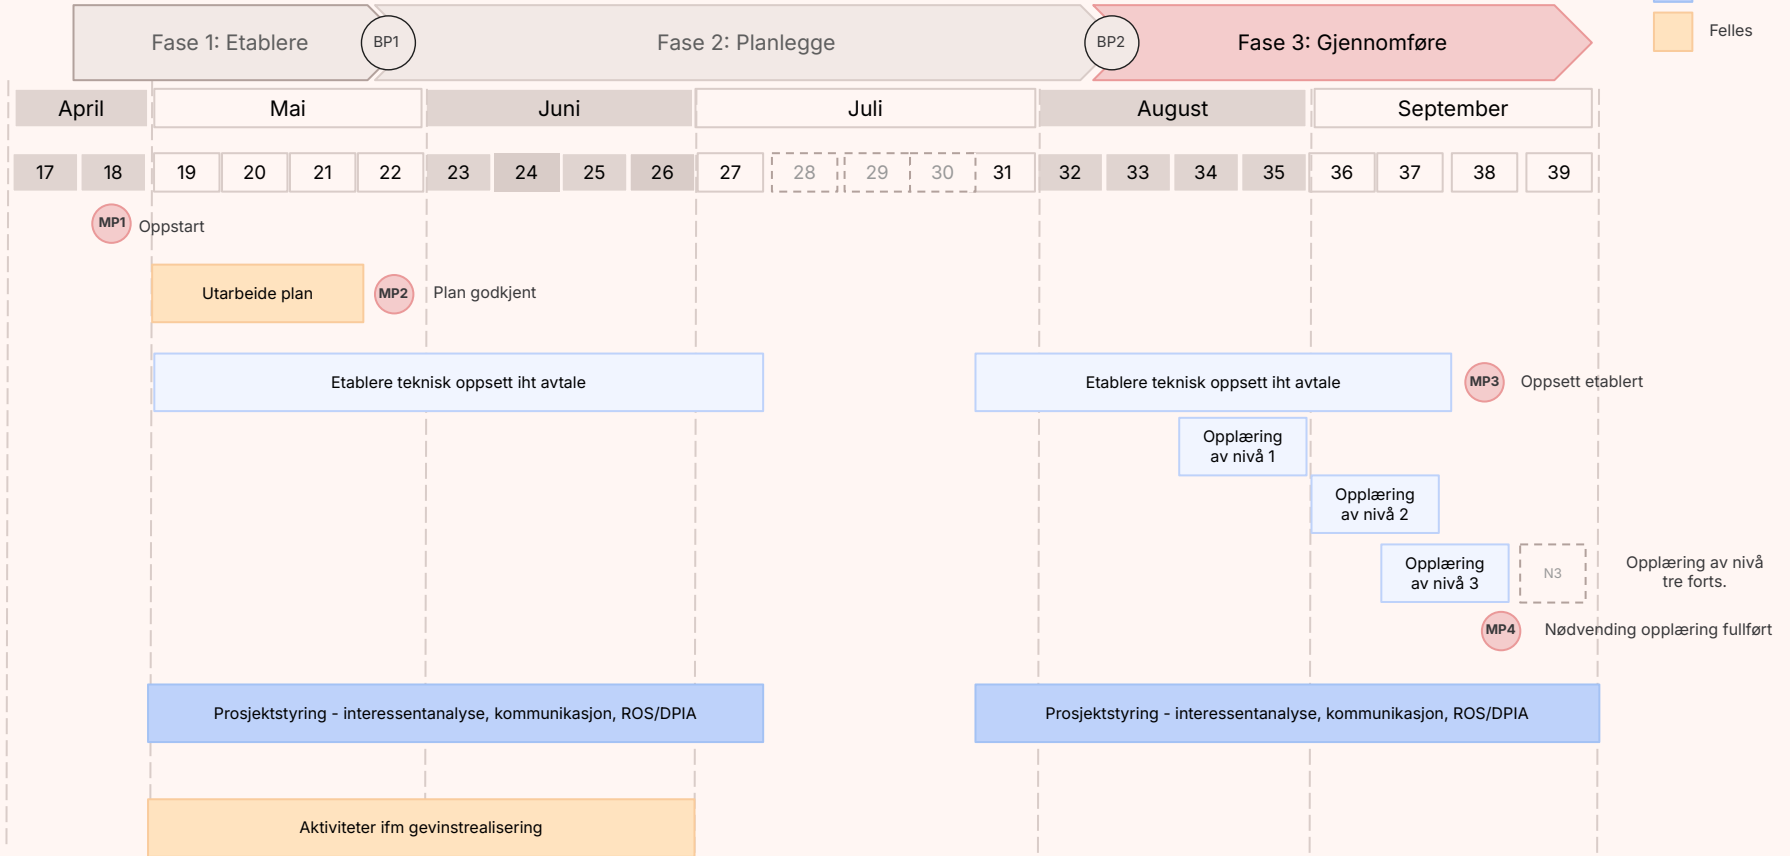 Fase 1: Etablere
BP1
Fase 2: Planlegge
BP2
Fase 3: Gjennomføre
Felles
April
Mai
Juni
Juli
August
September
17 18 19 20 21 22 23 24 25 26 27 28 29 30 31 32 33 34 35 36 37 38 39
MP1 Oppstart
Utarbeide plan
MP2 Plan godkjent
Etablere teknisk oppsett iht avtale
Etablere teknisk oppsett iht avtale
MP3 Oppsett etablert
Opplæring
av nivå 1
Opplæring
av nivå 2
Opplæring
av nivå 3
N3
Opplæring av nivå
tre forts.
MP4 Nødvending opplæring fullført
Prosjektstyring - interessentanalyse, kommunikasjon, ROS/DPIA
Prosjektstyring - interessentanalyse, kommunikasjon, ROS/DPIA
Aktiviteter ifm gevinstrealisering